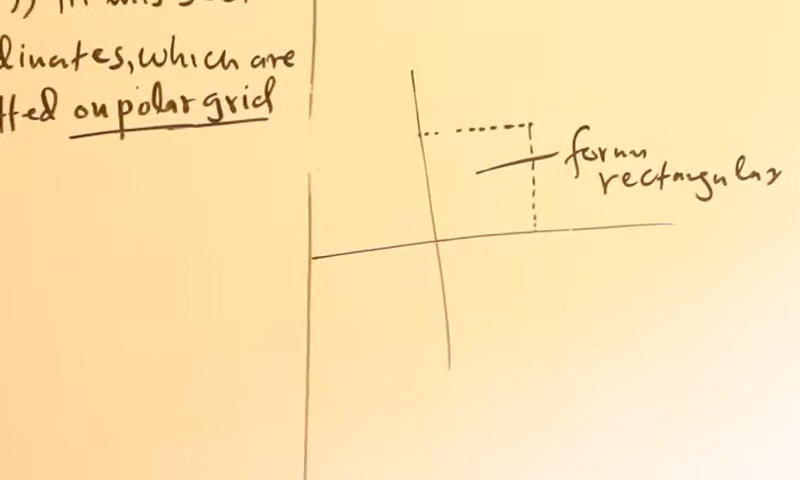 dinates, which are
tted on polar grid
form
rectangular